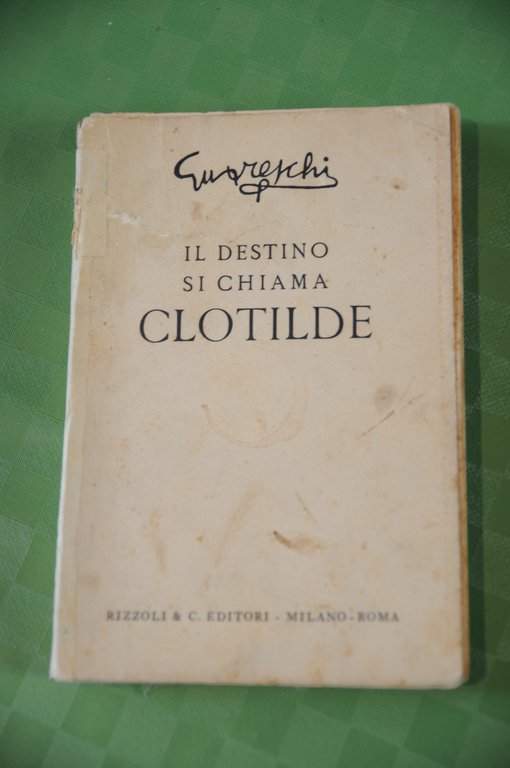 Guareschi
IL DESTINO
SI CHIAMA
CLOTILDE
RIZZOLI & C. EDITORI - MILANO-ROMA